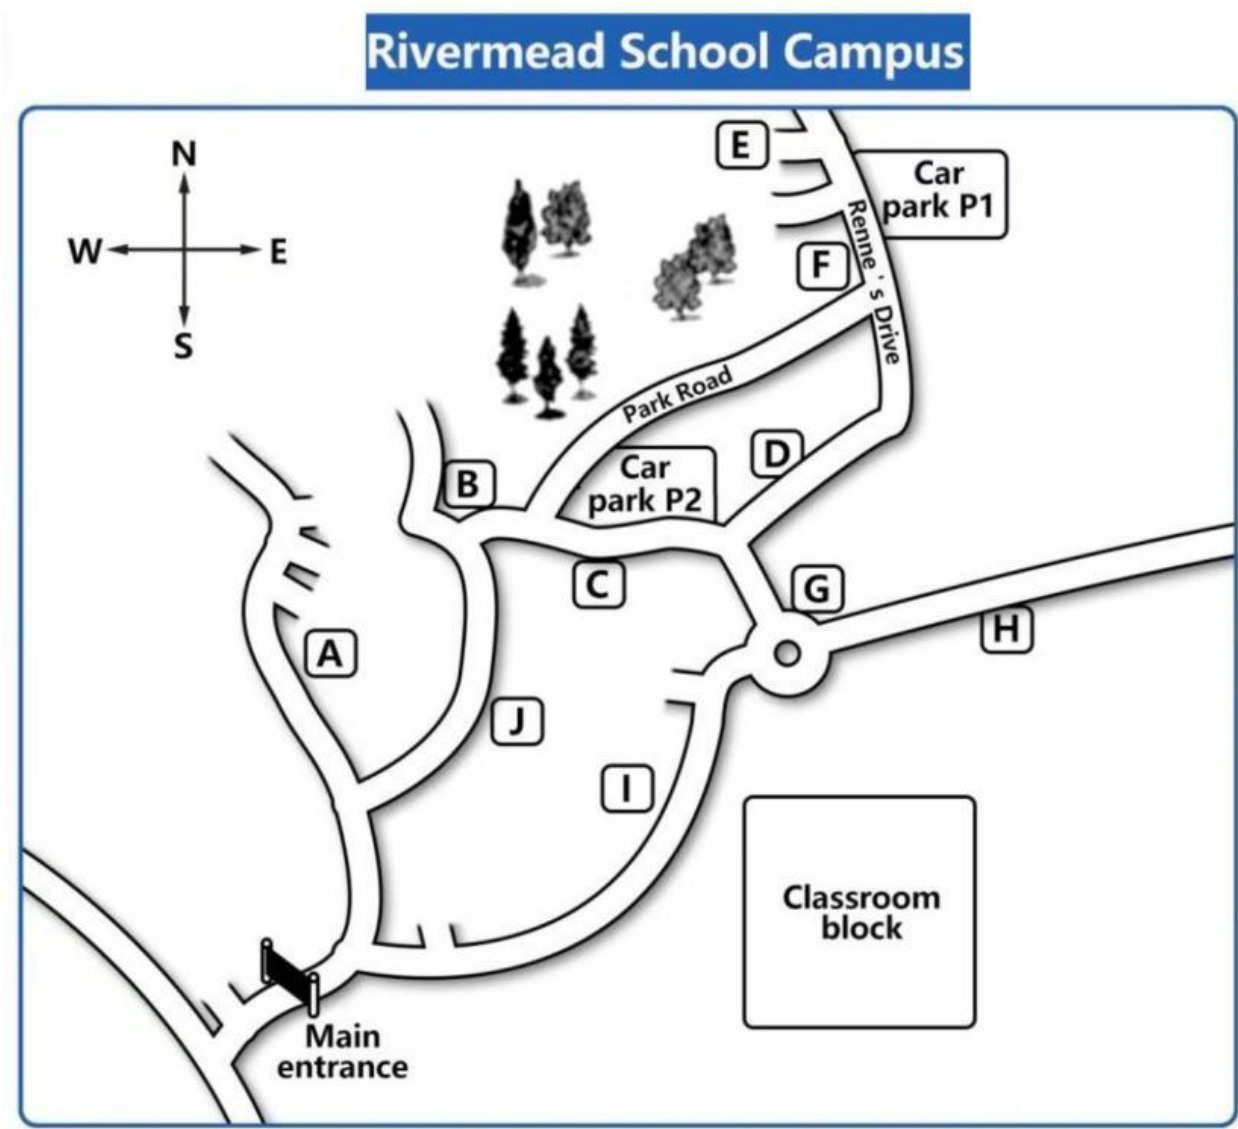 Rivermead School Campus
N
W E
S
E
Car
park P1
Renne's Drive
F
Park Road
B
Car
park P2
D
C
G
H
A
J
I
Classroom
block
Main
entrance